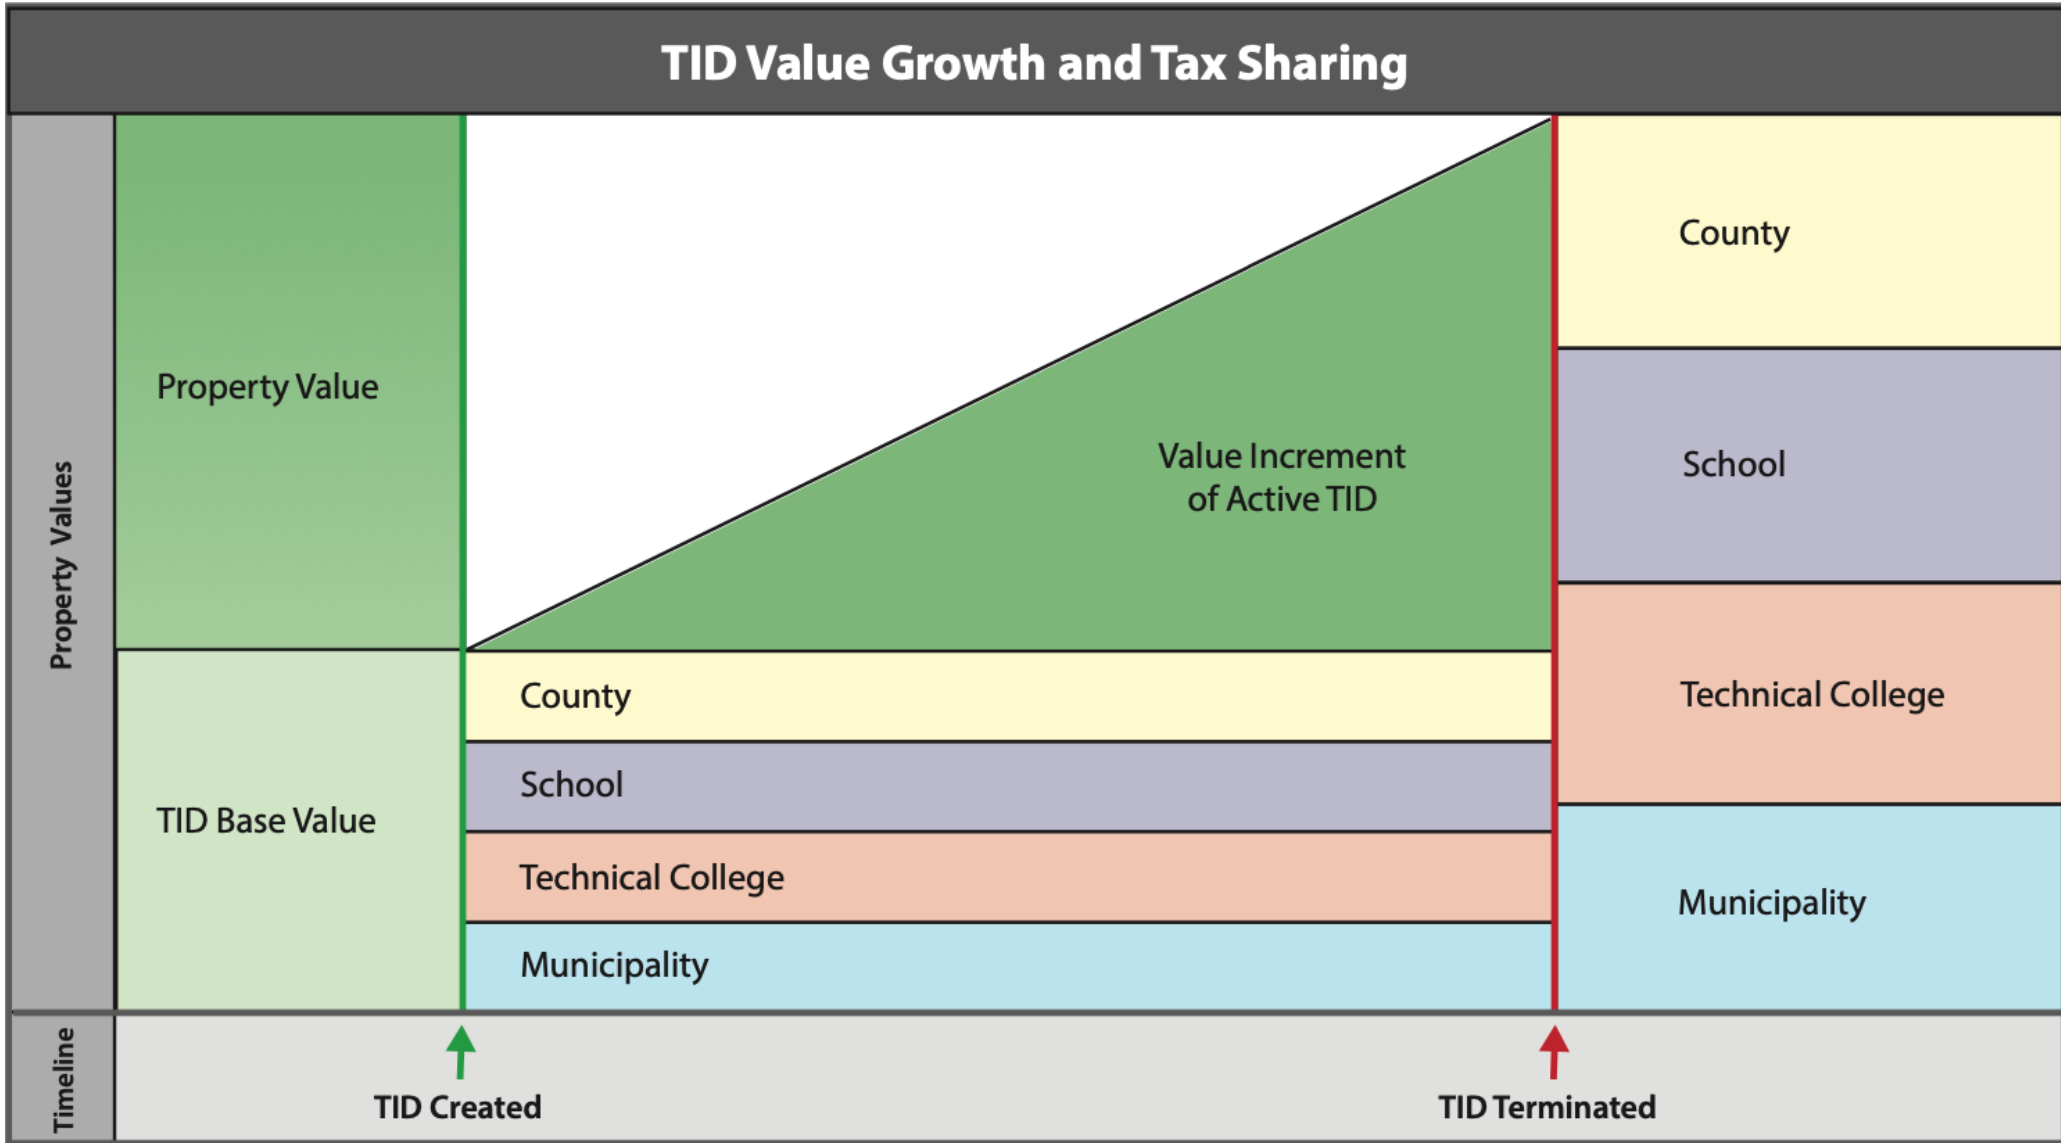 TID Value Growth and Tax Sharing
Property Values
Property Value
TID Base Value
Value Increment
of Active TID
County
School
Technical College
Municipality
County
School
Technical College
Municipality
Timeline
TID Created
TID Terminated